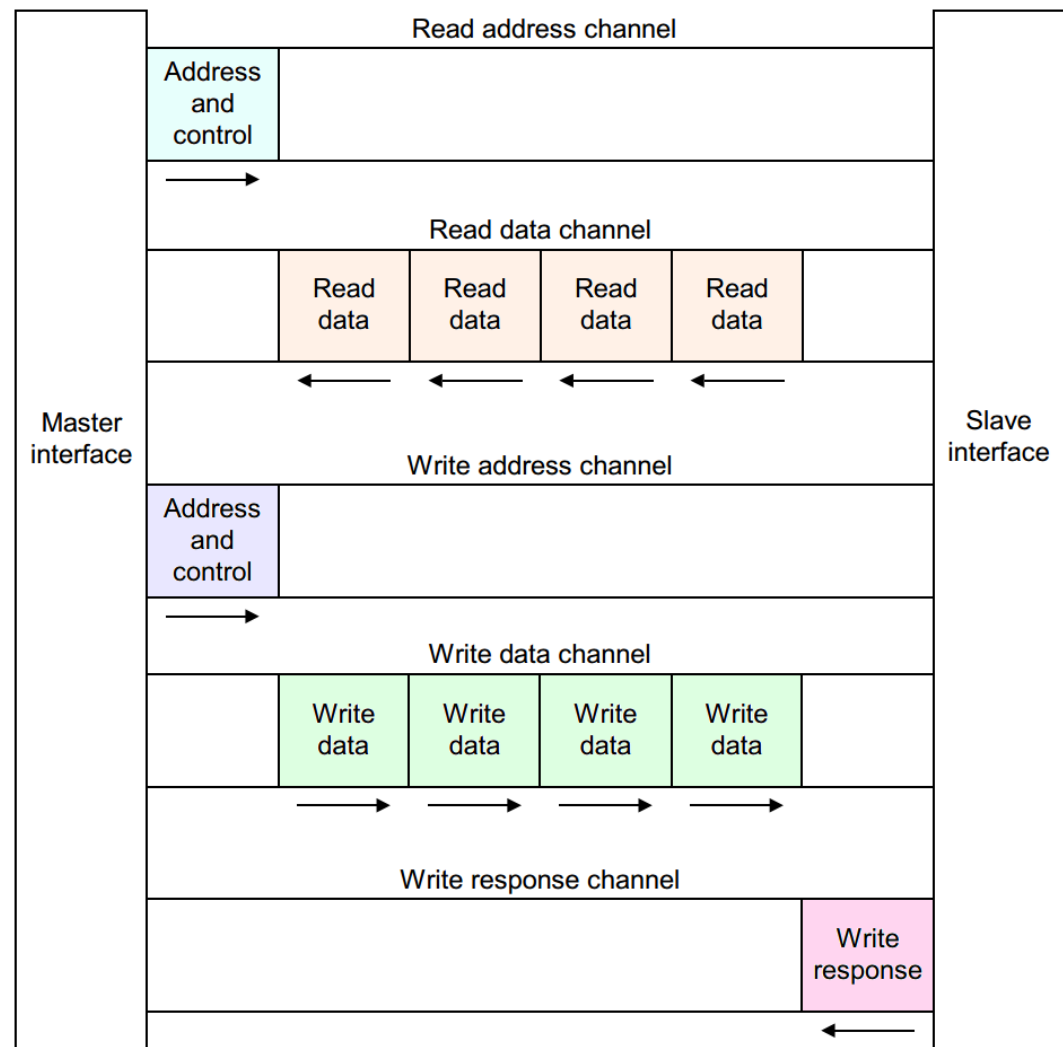 Read address channel
Address
and
control
Read data channel
Read
data
Read
data
Read
data
Read
data
Master
interface
Slave
interface
Write address channel
Address
and
control
Write data channel
Write
data
Write
data
Write
data
Write
data
Write response channel
Write
response